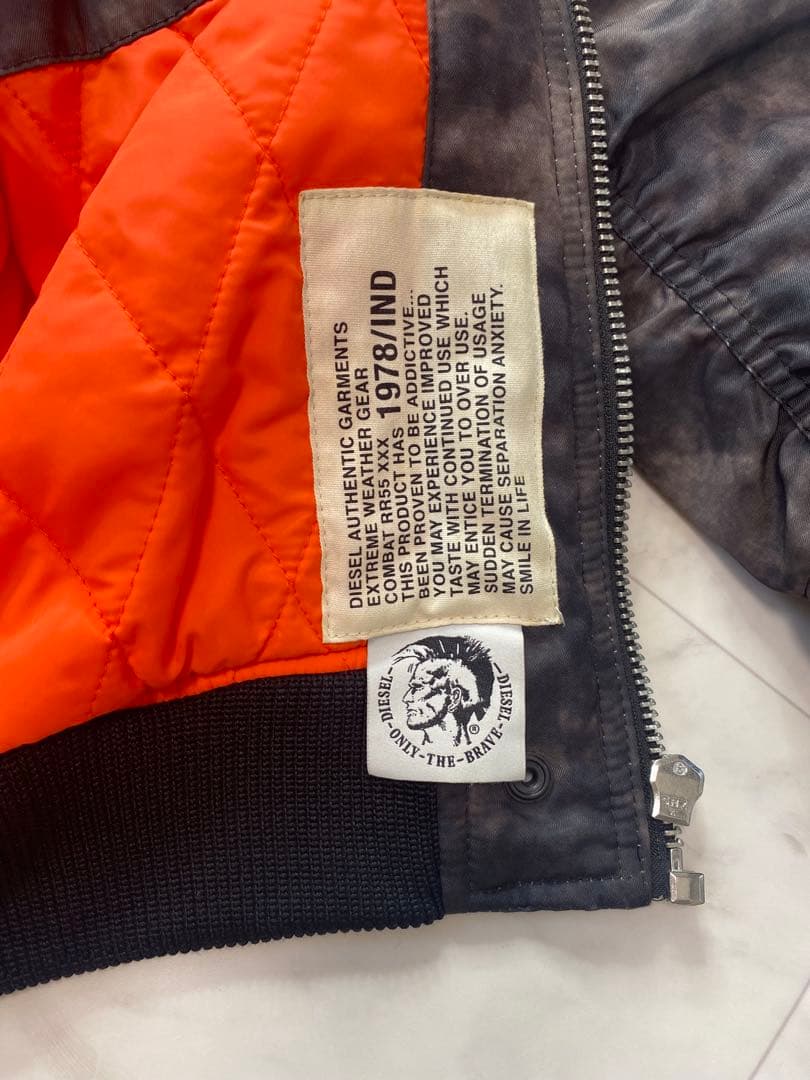 DIESEL AUTHENTIC GARMENTS
EXTREME WEATHER GEAR
COMBAT RR55 XXX 1978/IND
THIS PRODUCT HAS
BEEN PROVEN TO BE ADDICTIVE...
YOU MAY EXPERIENCE IMPROVED
TASTE WITH CONTINUED USE WHICH
MAY ENTICE YOU TO OVER USE.
SUDDEN TERMINATION OF USAGE
MAY CAUSE SEPARATION ANXIETY.
SMILE IN LIFE
-DIESEL-ONLY-THE-BRAVE-DIESEL-
®